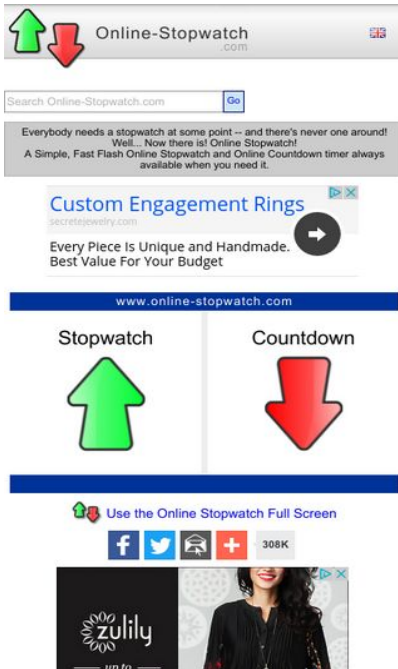 Online-Stopwatch
.com
Search Online-Stopwatch.com
Go
Everybody needs a stopwatch at some point -- and there's never one around!
Well... Now there is! Online Stopwatch!
A Simple, Fast Flash Online Stopwatch and Online Countdown timer always
available when you need it.
Custom Engagement Rings
secretejewelry.com
Every Piece Is Unique and Handmade.
Best Value For Your Budget
www.online-stopwatch.com
Stopwatch
Countdown
Use the Online Stopwatch Full Screen
308K
zulily
up to